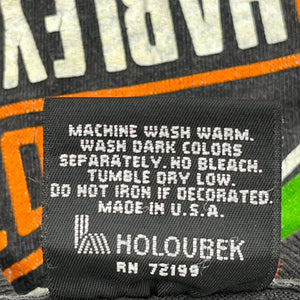 HARLEY
MACHINE WASH WARM.
WASH DARK COLORS
SEPARATELY. NO BLEACH.
TUMBLE DRY LOW.
DO NOT IRON IF DECORATED.
MADE IN U.S.A.
HOLOUBEK
RN 72199